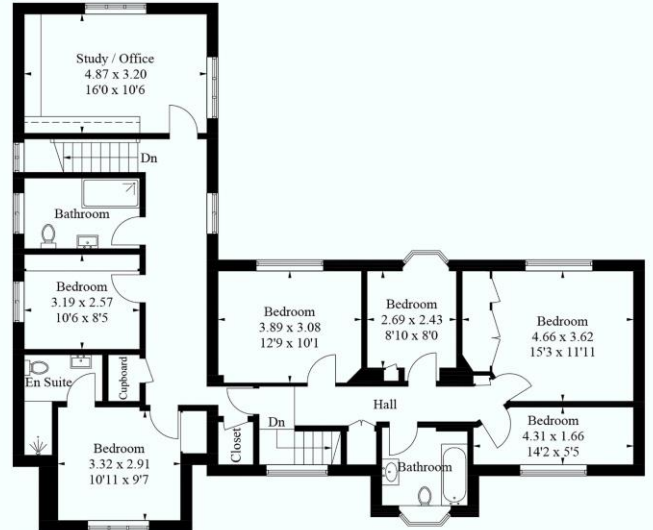 Study / Office
4.87 x 3.20
16'0 x 10'6
Dn
Bathroom
Bedroom
3.19 x 2.57
10'6 x 8'5
En Suite
Cupboard
Bedroom
3.32 x 2.91
10'11 x 9'7
Bedroom
3.89 x 3.08
12'9 x 10'1
Bedroom
2.69 x 2.43
8'10 x 8'0
Bedroom
4.66 x 3.62
15'3 x 11'11
Hall
Dn
Closet
Bathroom
Bedroom
4.31 x 1.66
14'2 x 5'5